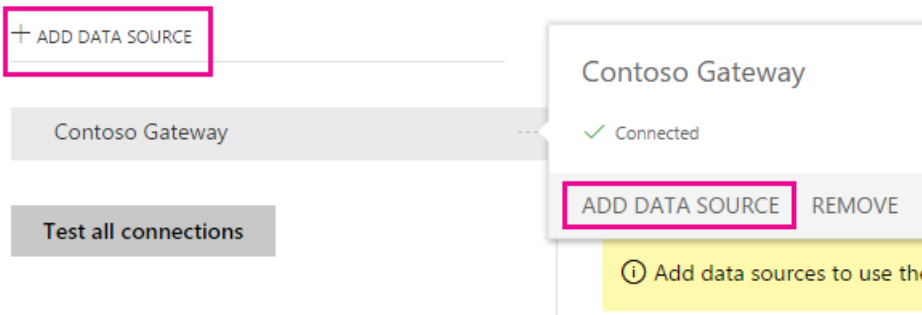 + ADD DATA SOURCE
Contoso Gateway
Test all connections
Contoso Gateway
Connected
ADD DATA SOURCE REMOVE
Add data sources to use the